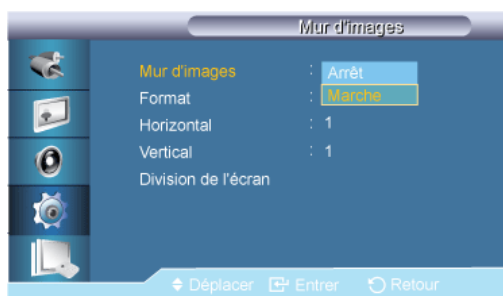 Mur d'images
Mur d'images : Arrêt
Format : Marche
Horizontal : 1
Vertical : 1
Division de l'écran
Déplacer Entrer Retour